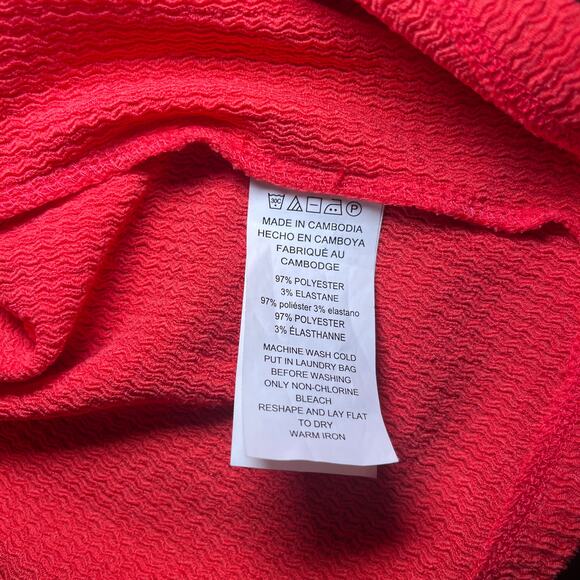 30C P
MADE IN CAMBODIA
HECHO EN CAMBOYA
FABRIQUÉ AU
CAMBODGE
97% POLYESTER
3% ELASTANE
97% poliéster 3% elastano
97% POLYESTER
3% ÉLASTHANNE
MACHINE WASH COLD
PUT IN LAUNDRY BAG
BEFORE WASHING
ONLY NON-CHLORINE
BLEACH
RESHAPE AND LAY FLAT
TO DRY
WARM IRON